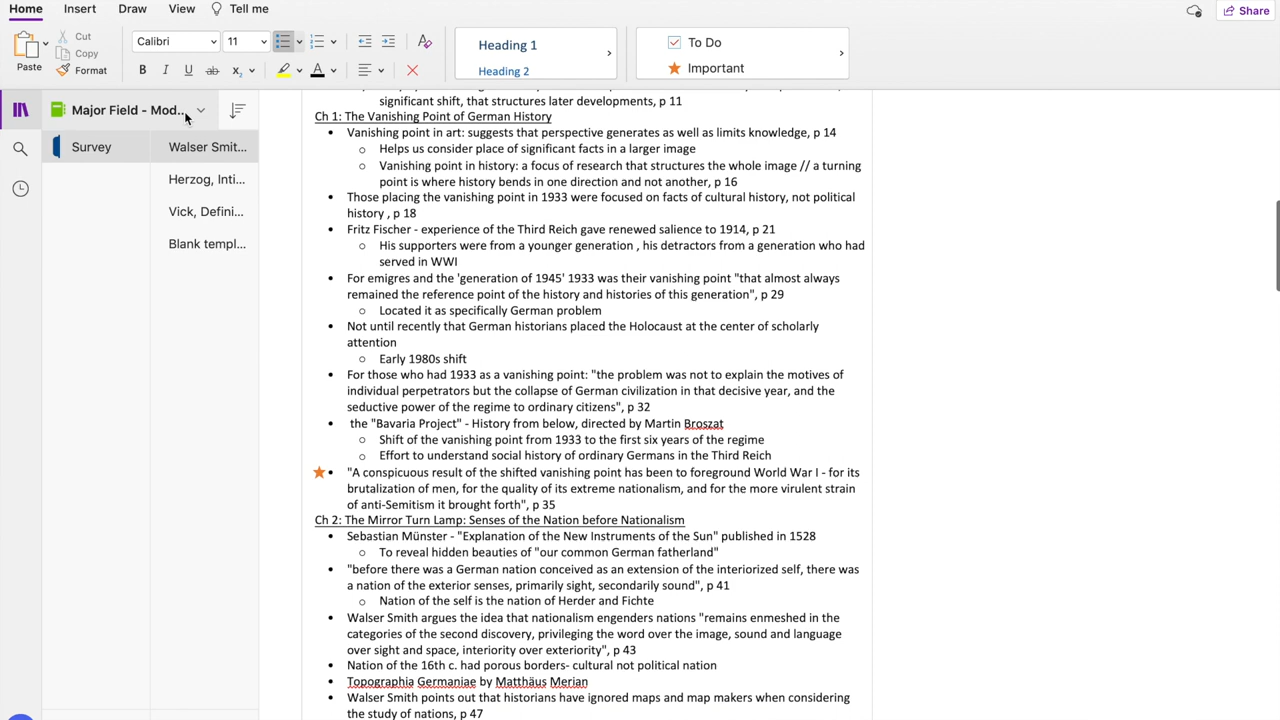 Home Insert Draw View Tell me
Share
Paste
Cut
Copy
Format
Calibri 11
B I U ab x₂ A
Heading 1
Heading 2
To Do
Important
Major Field - Mod...
Survey
Walser Smit...
Herzog, Inti...
Vick, Defini...
Blank templ...
significant shift, that structures later developments, p 11
Ch 1: The Vanishing Point of German History
• Vanishing point in art: suggests that perspective generates as well as limits knowledge, p 14
○ Helps us consider place of significant facts in a larger image
○ Vanishing point in history: a focus of research that structures the whole image // a turning
point is where history bends in one direction and not another, p 16
• Those placing the vanishing point in 1933 were focused on facts of cultural history, not political
history , p 18
• Fritz Fischer - experience of the Third Reich gave renewed salience to 1914, p 21
○ His supporters were from a younger generation , his detractors from a generation who had
served in WWI
• For emigres and the 'generation of 1945' 1933 was their vanishing point "that almost always
remained the reference point of the history and histories of this generation", p 29
○ Located it as specifically German problem
• Not until recently that German historians placed the Holocaust at the center of scholarly
attention
○ Early 1980s shift
• For those who had 1933 as a vanishing point: "the problem was not to explain the motives of
individual perpetrators but the collapse of German civilization in that decisive year, and the
seductive power of the regime to ordinary citizens", p 32
• the "Bavaria Project" - History from below, directed by Martin Broszat
○ Shift of the vanishing point from 1933 to the first six years of the regime
○ Effort to understand social history of ordinary Germans in the Third Reich
• "A conspicuous result of the shifted vanishing point has been to foreground World War I - for its
brutalization of men, for the quality of its extreme nationalism, and for the more virulent strain
of anti-Semitism it brought forth", p 35
Ch 2: The Mirror Turn Lamp: Senses of the Nation before Nationalism
• Sebastian Münster - "Explanation of the New Instruments of the Sun" published in 1528
○ To reveal hidden beauties of "our common German fatherland"
• "before there was a German nation conceived as an extension of the interiorized self, there was
a nation of the exterior senses, primarily sight, secondarily sound", p 41
○ Nation of the self is the nation of Herder and Fichte
• Walser Smith argues the idea that nationalism engenders nations "remains enmeshed in the
categories of the second discovery, privileging the word over the image, sound and language
over sight and space, interiority over exteriority", p 43
• Nation of the 16th c. had porous borders- cultural not political nation
• Topographia Germaniae by Matthäus Merian
• Walser Smith points out that historians have ignored maps and map makers when considering
the study of nations, p 47